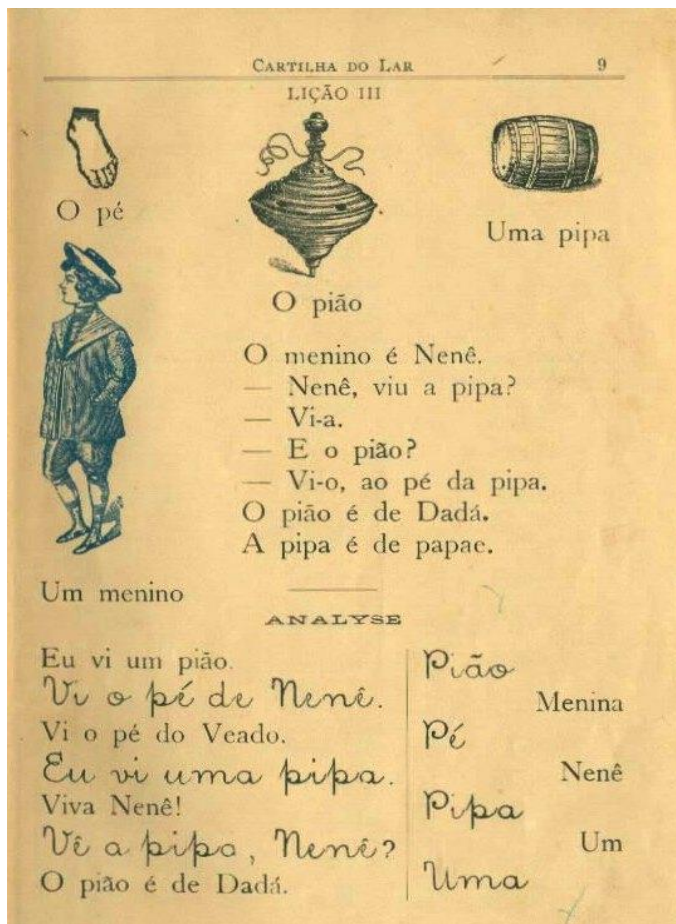 CARTILHA DO LAR 9
LIÇÃO III
O pé
Uma pipa
O pião
O menino é Nenê.
— Nenê, viu a pipa?
— Vi-a.
— E o pião?
— Vi-o, ao pé da pipa.
O pião é de Dadá.
A pipa é de papae.
Um menino
ANALYSE
Eu vi um pião.
Vi o pé de Nenê.
Vi o pé do Veado.
Eu vi uma pipa.
Viva Nenê!
Vê a pipa, Nenê?
O pião é de Dadá.
Pião
Menina
Pé
Nenê
Pipa
Um
Uma